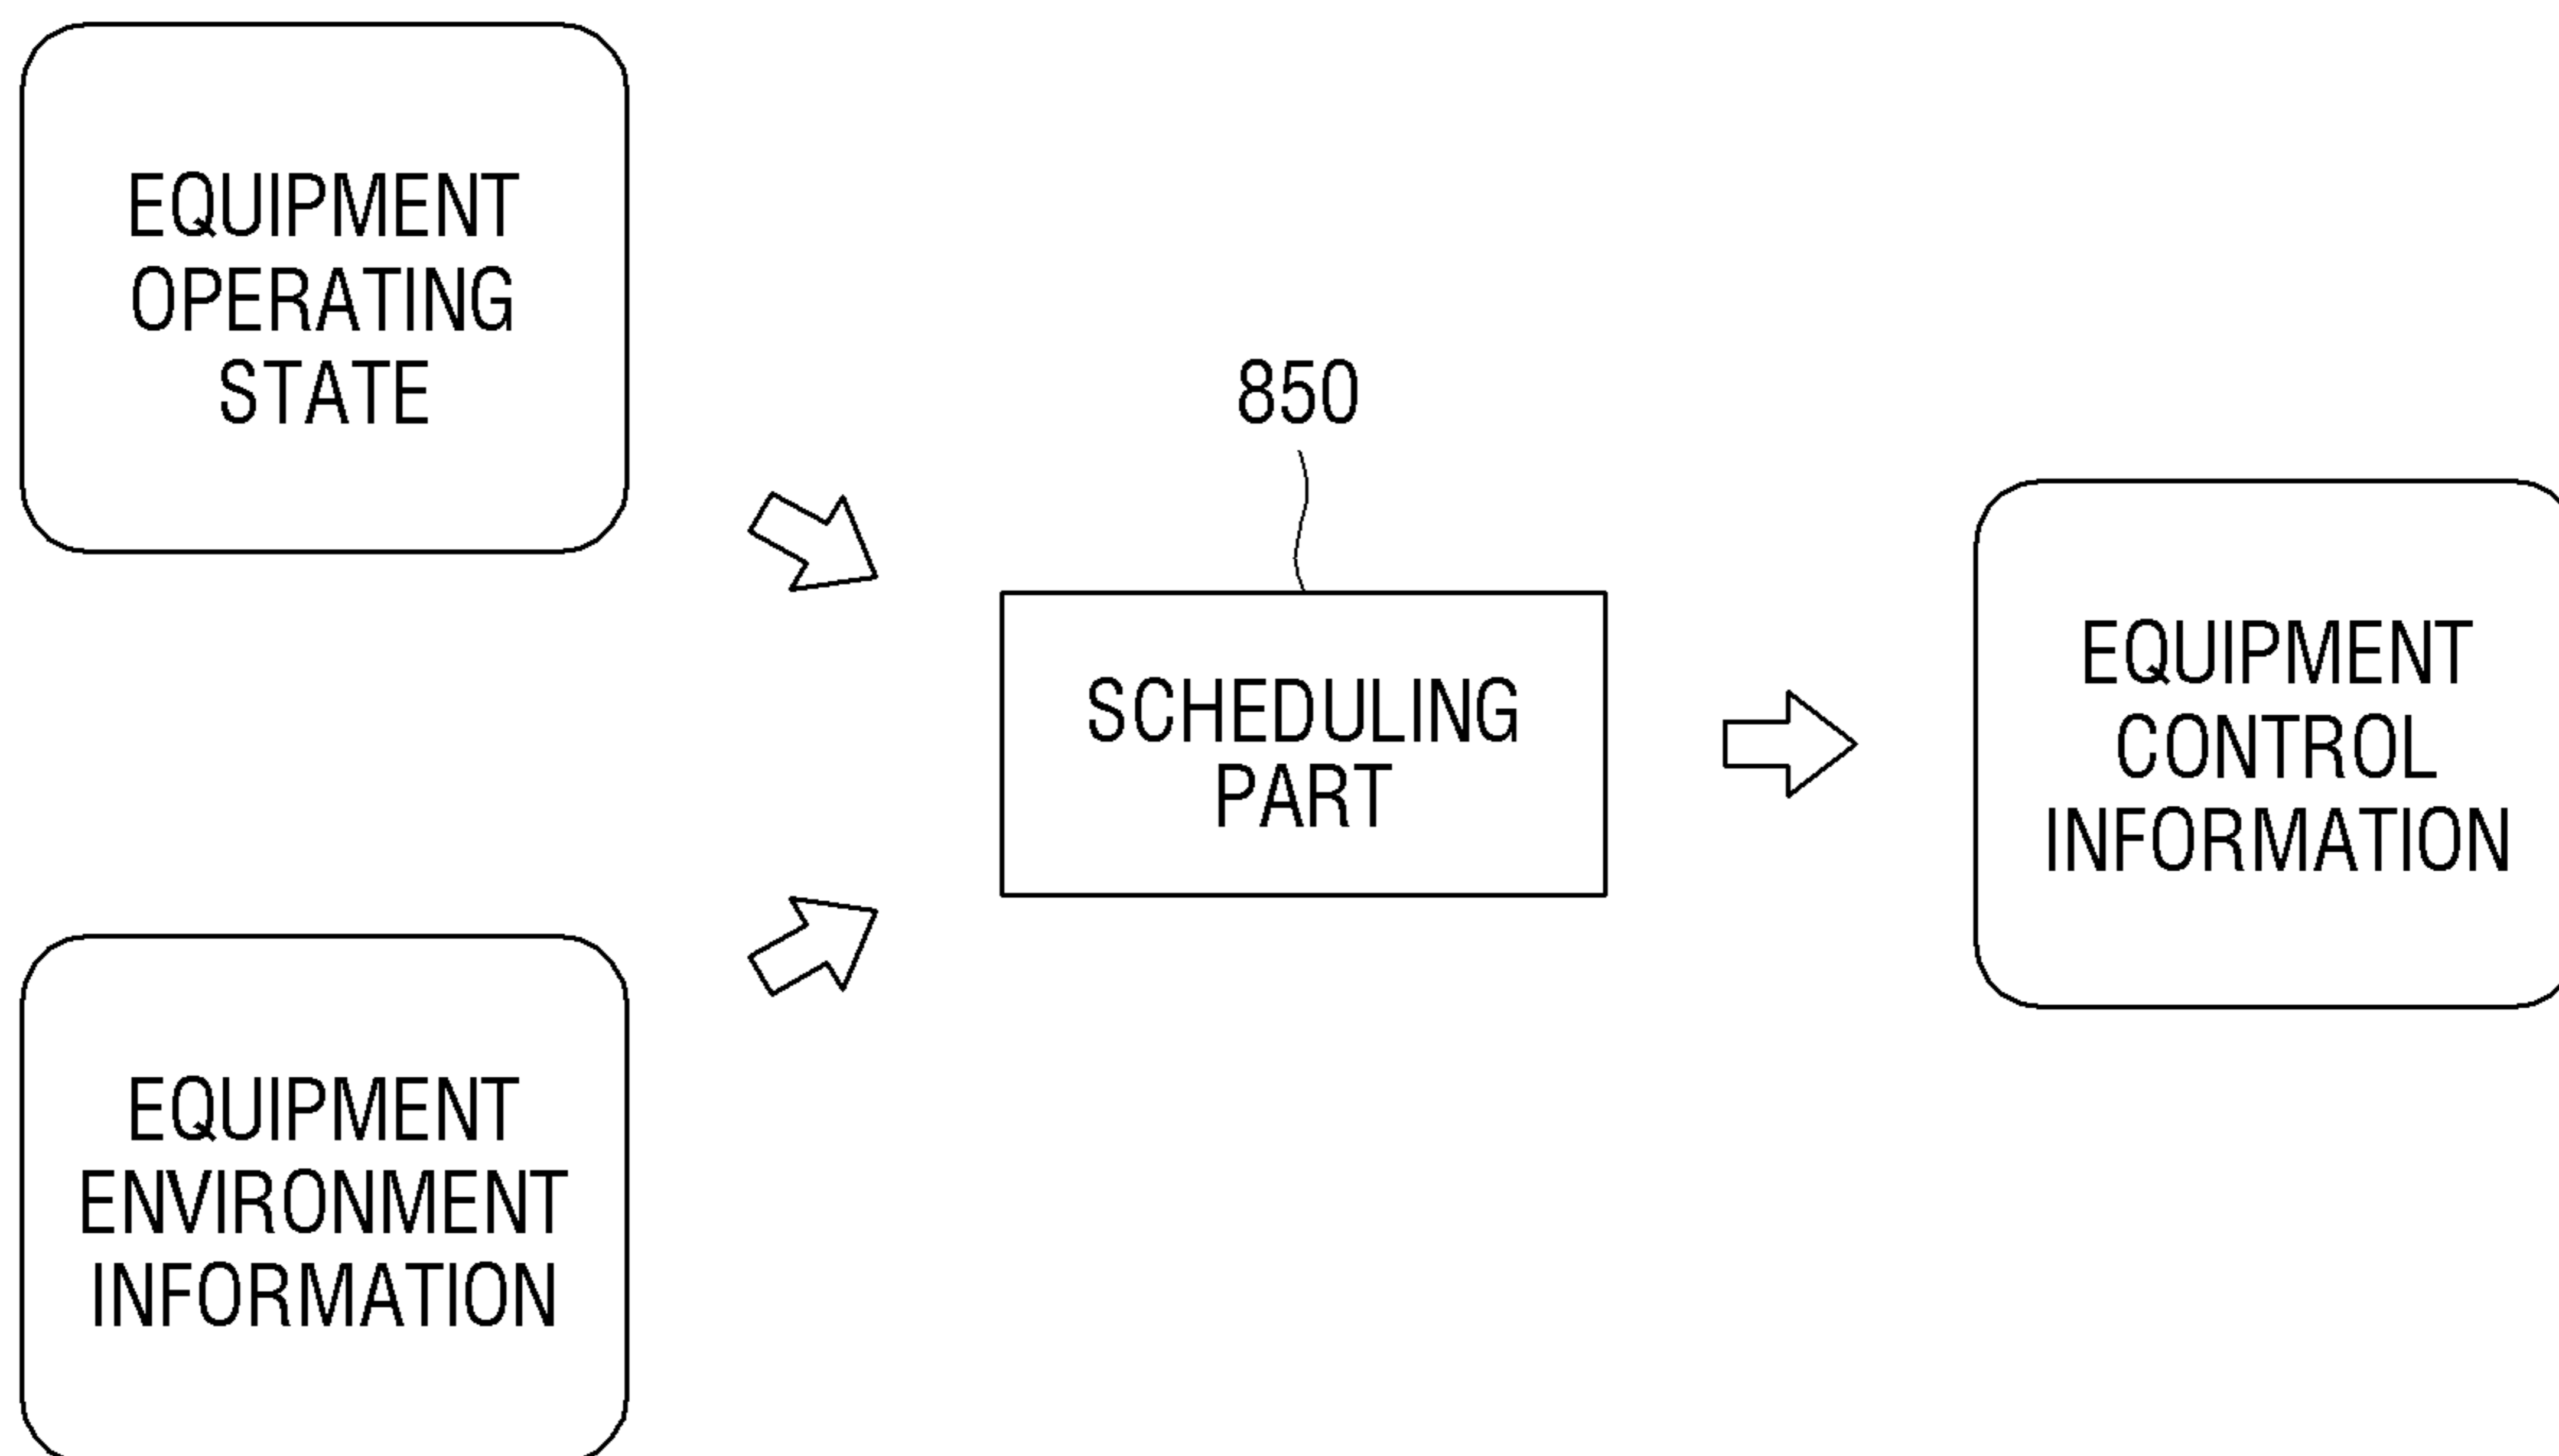 EQUIPMENT
OPERATING
STATE
850
SCHEDULING
PART
EQUIPMENT
CONTROL
INFORMATION
EQUIPMENT
ENVIRONMENT
INFORMATION